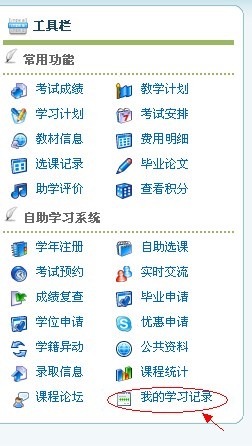 工具栏
常用功能
考试成绩 教学计划
学习计划 考试安排
教材信息 费用明细
选课记录 毕业论文
助学评价 查看积分
自助学习系统
学年注册 自助选课
考试预约 实时交流
成绩复查 毕业申请
学位申请 优惠申请
学籍异动 公共资料
录取信息 课程统计
课程论坛 我的学习记录